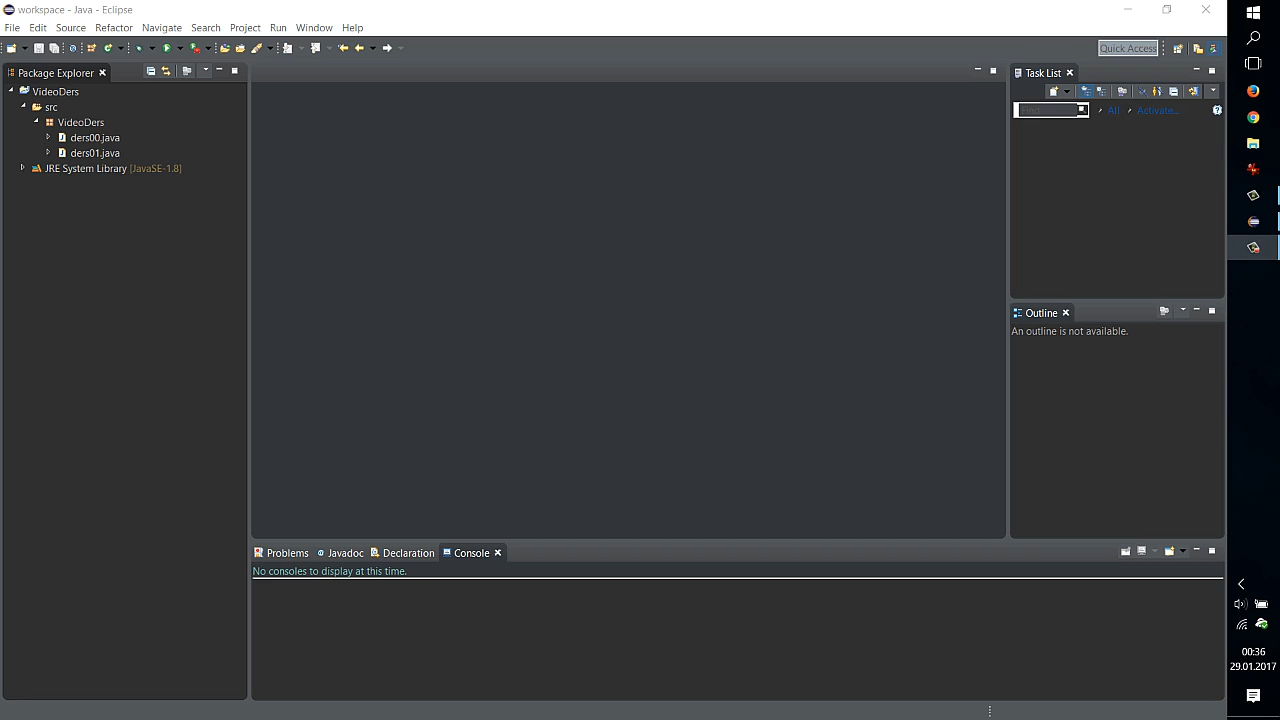 workspace - Java - Eclipse
File Edit Source Refactor Navigate Search Project Run Window Help
Quick Access
Package Explorer
VideoDers
src
VideoDers
ders00.java
ders01.java
JRE System Library [JavaSE-1.8]
Task List
Find
All
Activate...
Outline
An outline is not available.
Problems
Javadoc
Declaration
Console
No consoles to display at this time.
00:36
29.01.2017